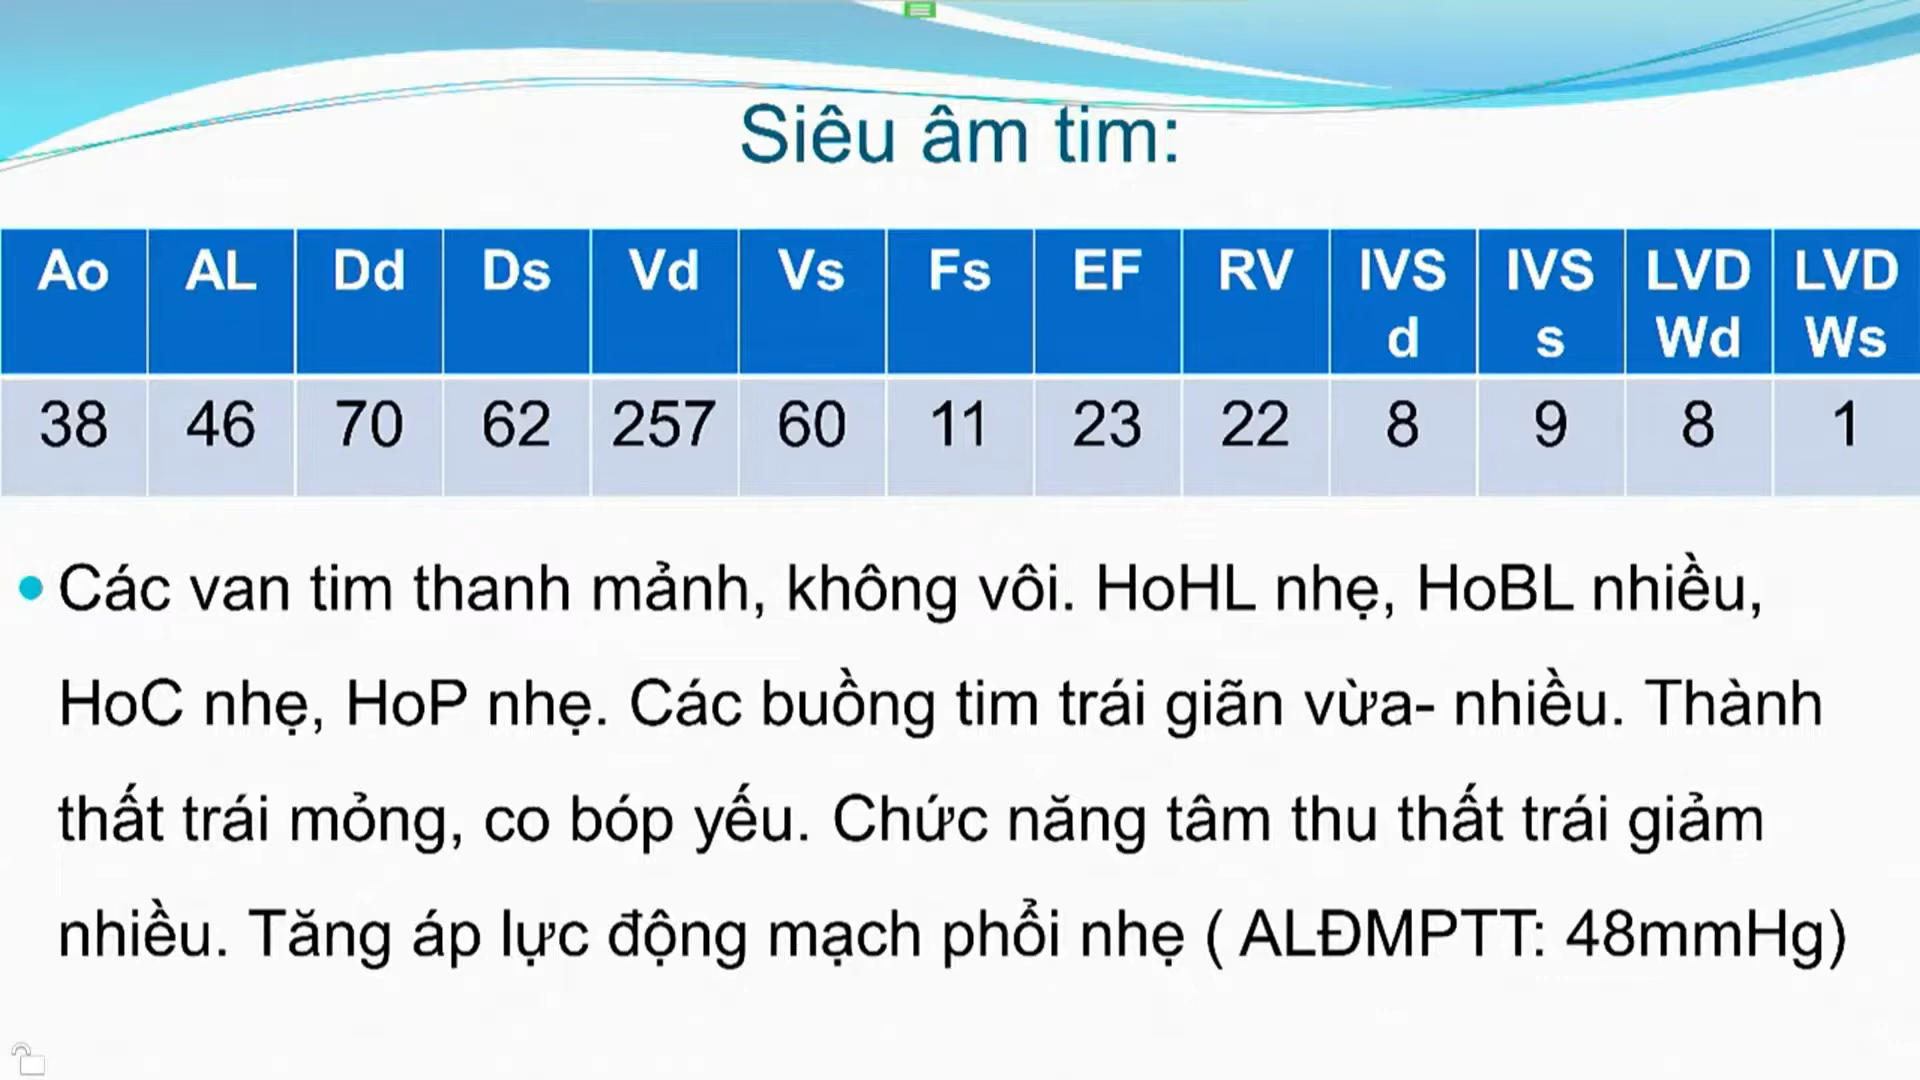 Siêu âm tim:
Ao AL Dd Ds Vd Vs Fs EF RV IVS d IVS s LVD Wd LVD Ws
38 46 70 62 257 60 11 23 22 8 9 8 1
• Các van tim thanh mảnh, không vôi. HoHL nhẹ, HoBL nhiều,
HoC nhẹ, HoP nhẹ. Các buồng tim trái giãn vừa- nhiều. Thành
thất trái mỏng, co bóp yếu. Chức năng tâm thu thất trái giảm
nhiều. Tăng áp lực động mạch phổi nhẹ ( ALĐMPTT: 48mmHg)